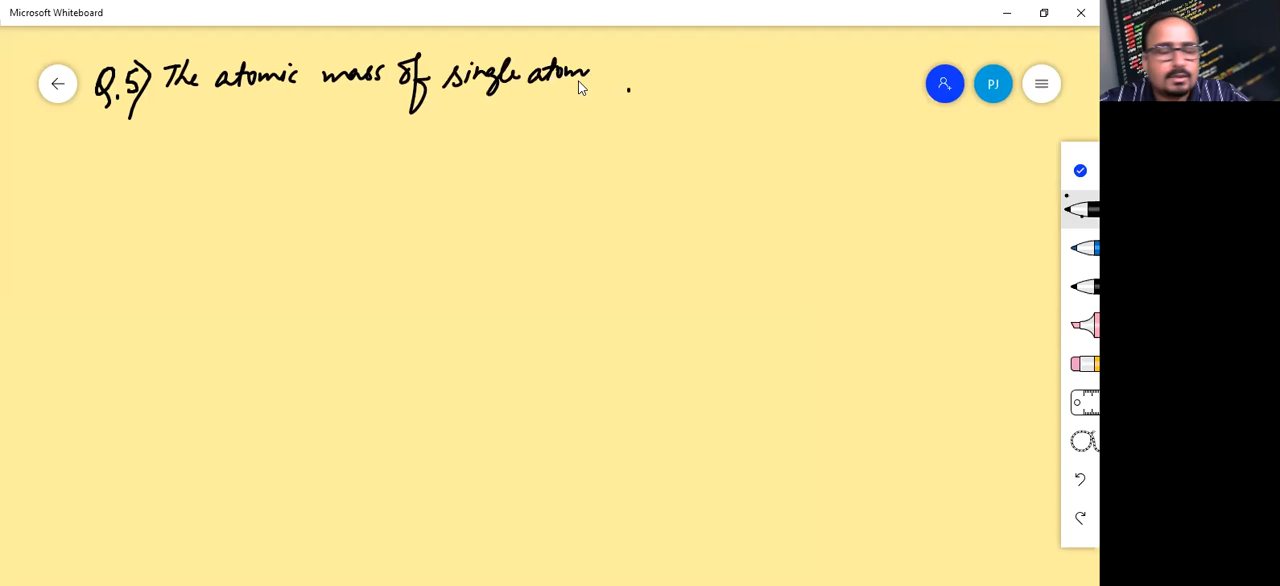 Microsoft Whiteboard
Q.5) The atomic mass of single atom .
PJ